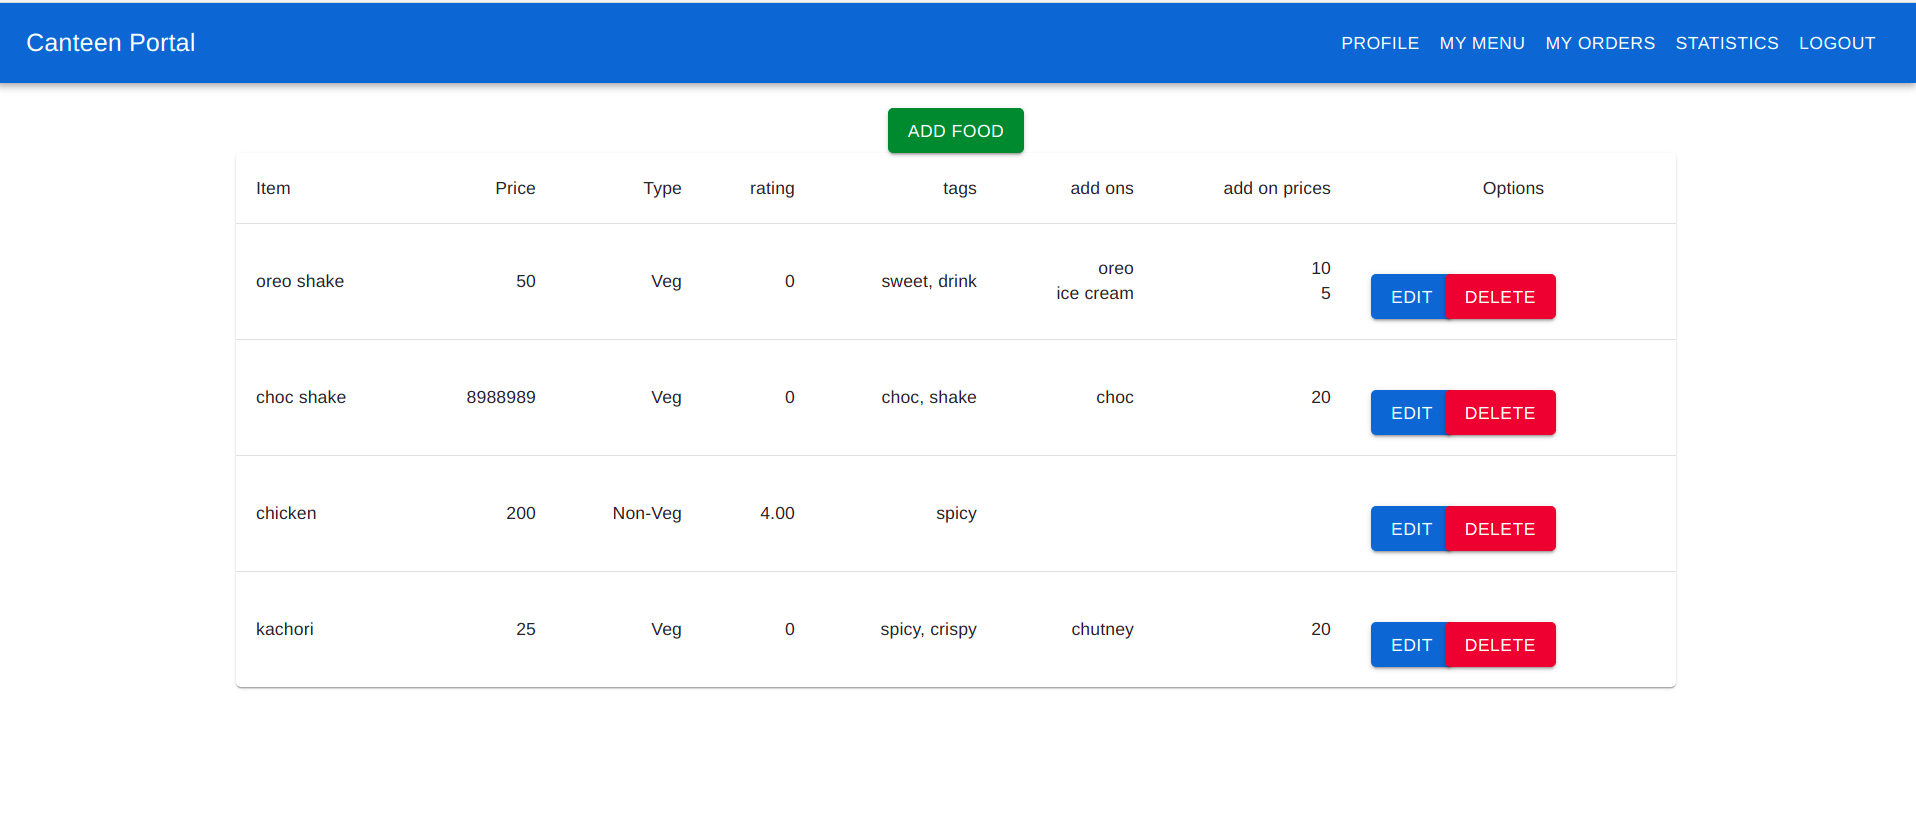 Canteen Portal PROFILE MY MENU MY ORDERS STATISTICS LOGOUT
ADD FOOD
Item Price Type rating tags add ons add on prices Options
oreo shake 50 Veg 0 sweet, drink oreo 10 EDIT DELETE
ice cream 5
choc shake 8988989 Veg 0 choc, shake choc 20 EDIT DELETE
chicken 200 Non-Veg 4.00 spicy EDIT DELETE
kachori 25 Veg 0 spicy, crispy chutney 20 EDIT DELETE